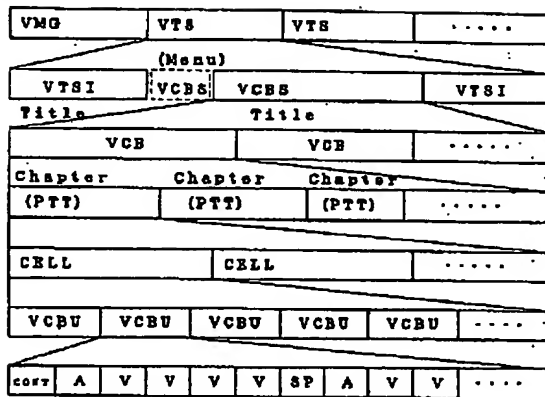 VMG VTS VTS .....
(Menu)
VTSI VCBS VCBS VTSI
Title Title
VCB VCB .....
Chapter Chapter Chapter
(PTT) (PTT) (PTT) .....
CELL CELL .....
VCBU VCBU VCBU VCBU VCBU ....
CONT A V V V V SP A V V ....